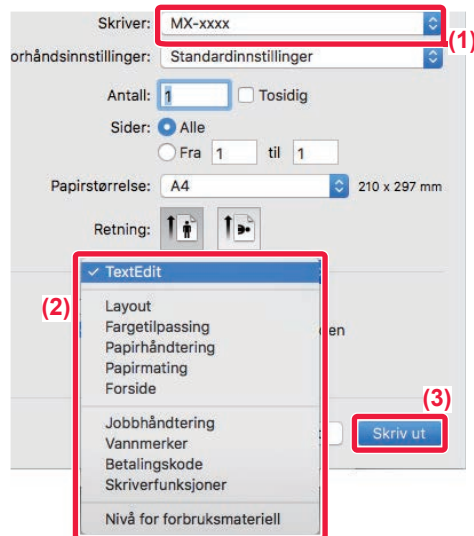 Skriver: MX-xxxx
(1)
orhåndsinnstillinger: Standardinnstillinger
Antall: 1 Tosidig
Sider: Alle
Fra 1 til 1
Papirstørrelse: A4 210 x 297 mm
Retning:
✓ TextEdit
(2)
Layout
Fargetilpassing
den
Papirhåndtering
Papirmating
Forside
(3)
Jobbhåndtering
Skriv ut
Vannmerker
Betalingskode
Skriverfunksjoner
Nivå for forbruksmateriell